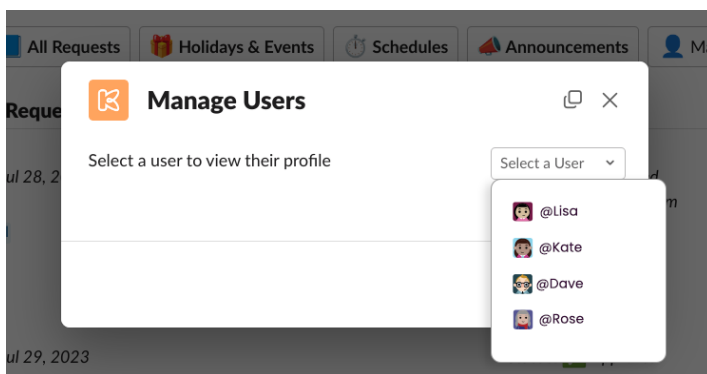 All Requests
Holidays & Events
Schedules
Announcements
Manage Users
Select a user to view their profile
Select a User
ul 28, 2
@Lisa
@Kate
@Dave
@Rose
ul 29, 2023